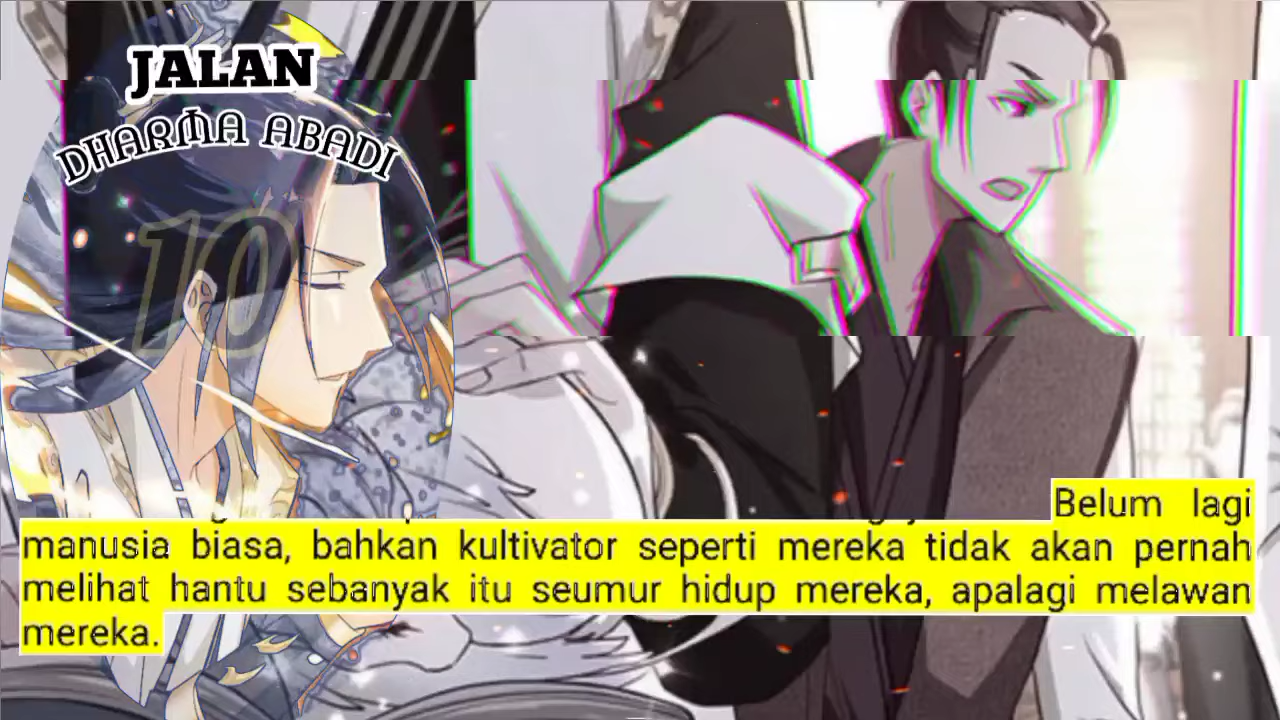 JALAN
DHARMA ABADI
10
Belum lagi
manusia biasa, bahkan kultivator seperti mereka tidak akan pernah
melihat hantu sebanyak itu seumur hidup mereka, apalagi melawan
mereka.